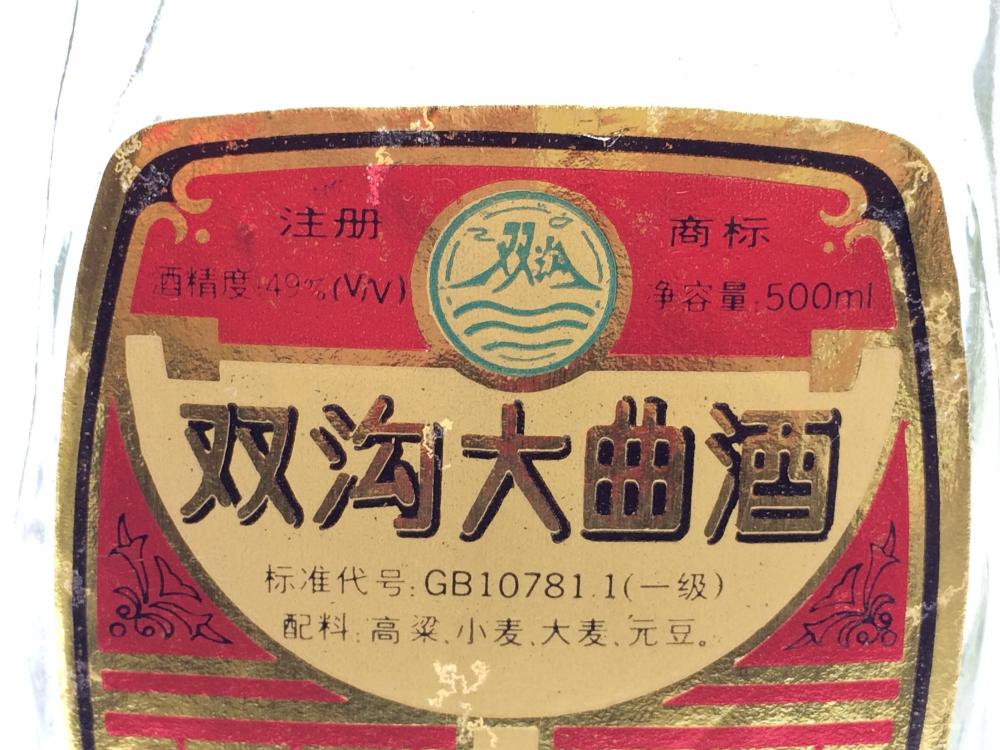 注册 商标
双沟
酒精度:49%(V/V) 净容量:500ml
双沟大曲酒
标准代号:GB10781.1(一级)
配料:高粱、小麦、大麦、元豆。